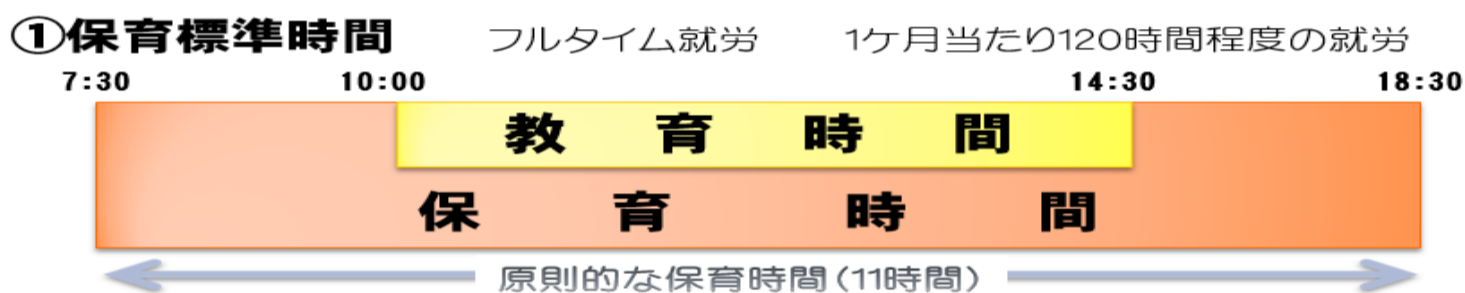 ①保育標準時間 フルタイム就労 1ケ月当たり120時間程度の就労
7:30 10:00 14:30 18:30
教育時間
保育時間
原則的な保育時間(11時間)